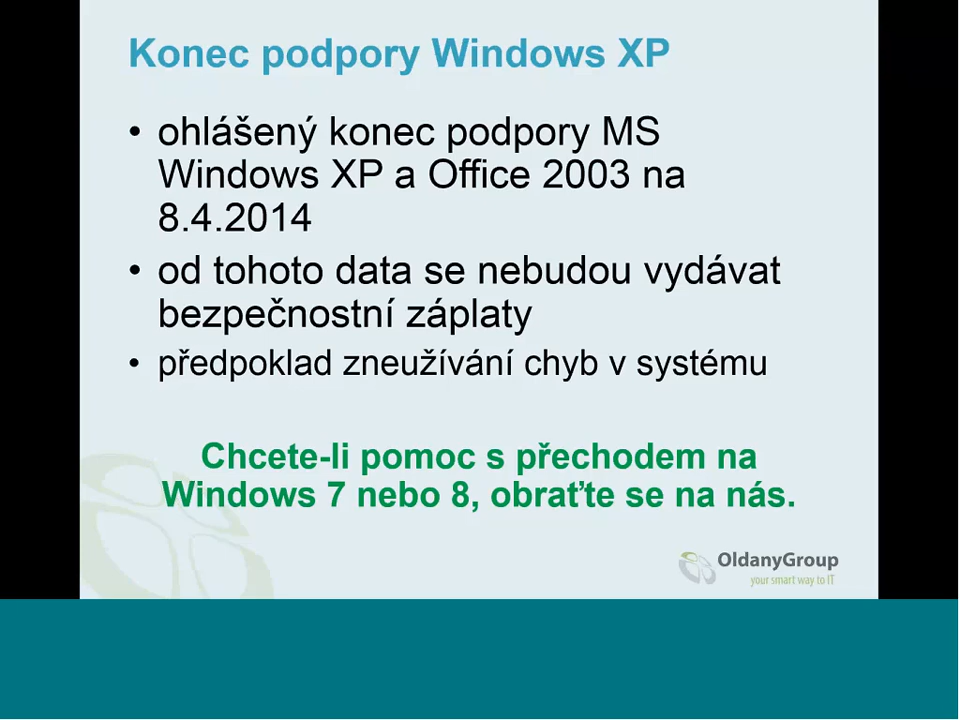 Konec podpory Windows XP
• ohlášený konec podpory MS
Windows XP a Office 2003 na
8.4.2014
• od tohoto data se nebudou vydávat
bezpečnostní záplaty
• předpoklad zneužívání chyb v systému
Chcete-li pomoc s přechodem na
Windows 7 nebo 8, obraťte se na nás.
OldanyGroup
your smart way to IT